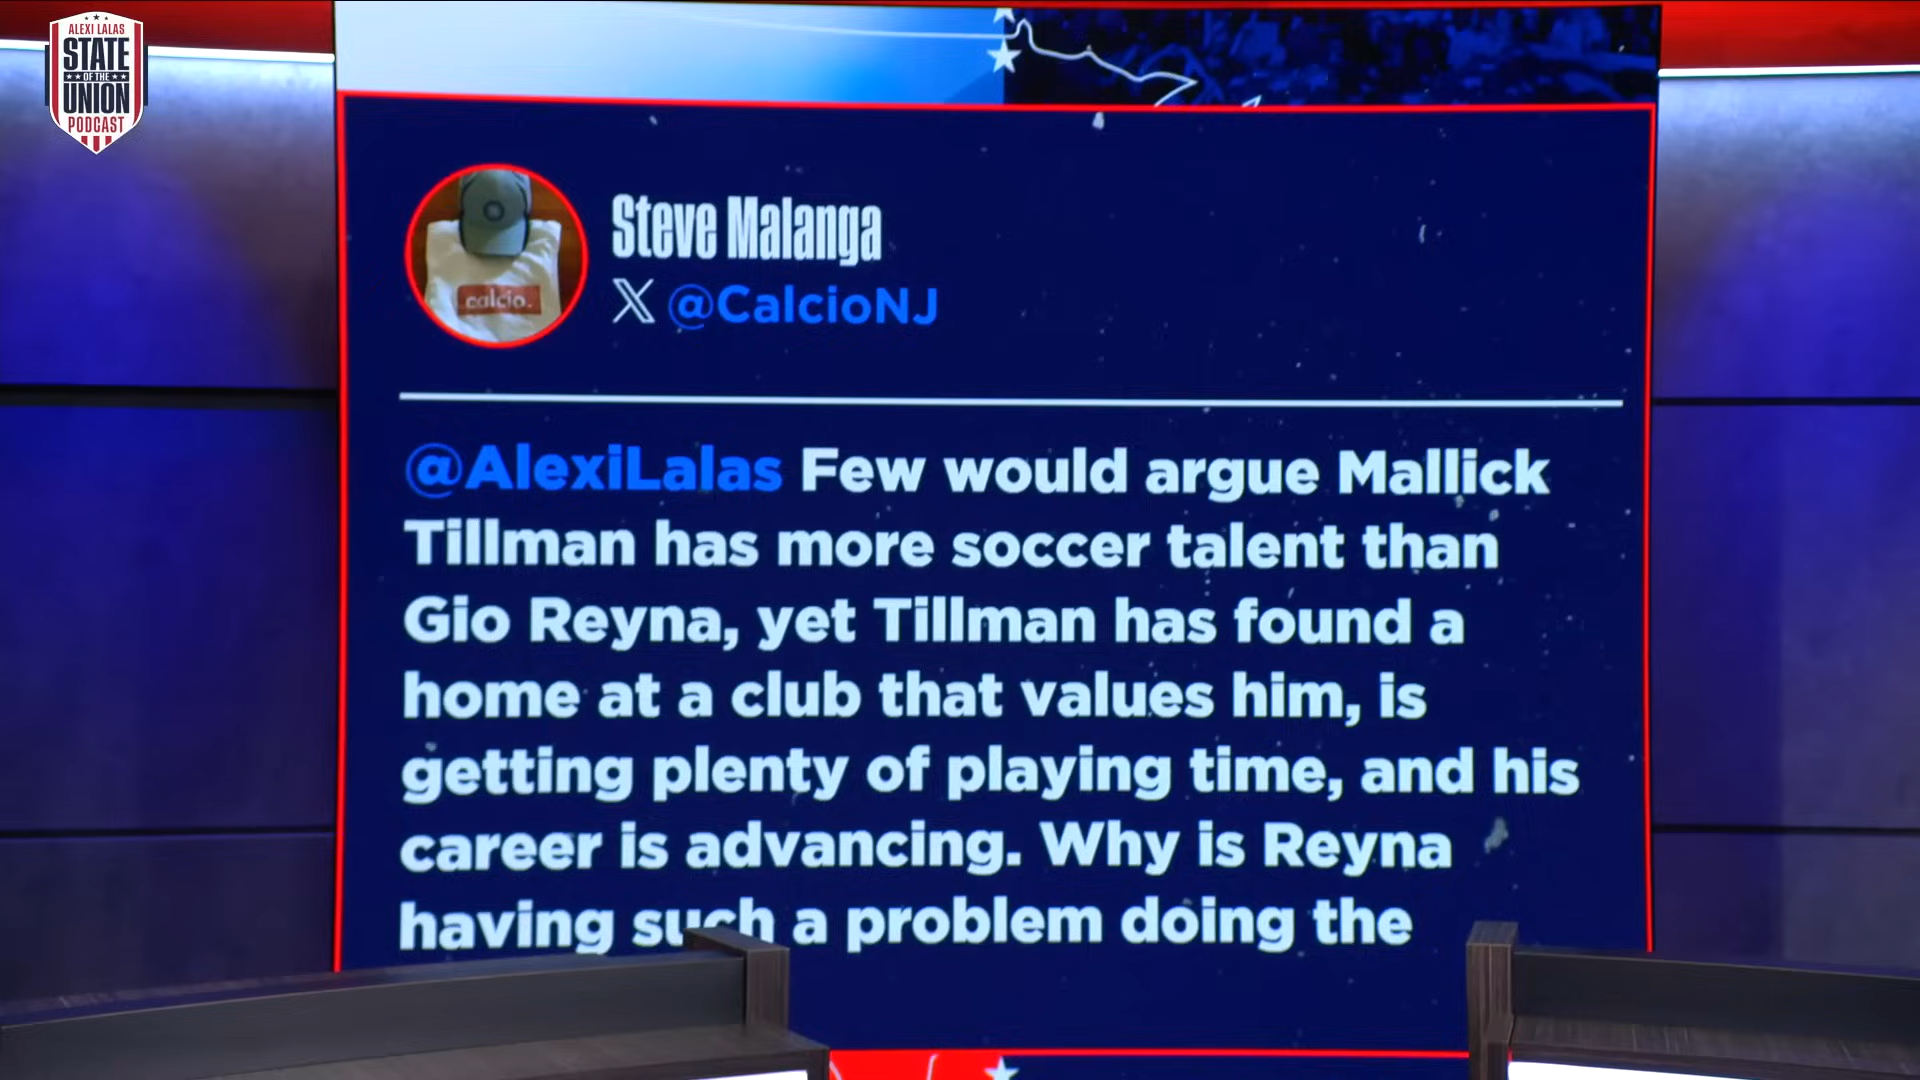 ALEXI LALAS
STATE
OF THE
UNION
PODCAST
calcio.
Steve Malanga
X @CalcioNJ
@AlexiLalas Few would argue Mallick
Tillman has more soccer talent than
Gio Reyna, yet Tillman has found a
home at a club that values him, is
getting plenty of playing time, and his
career is advancing. Why is Reyna
having such a problem doing the